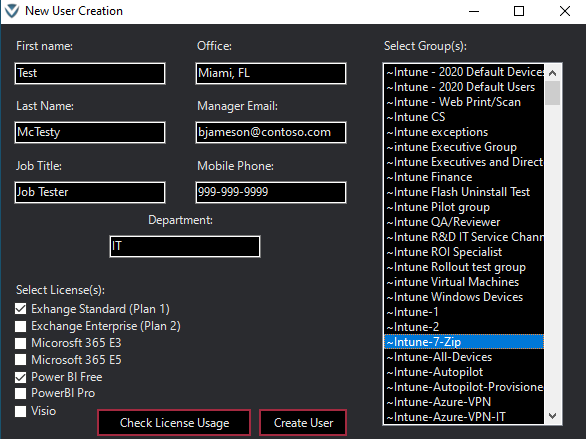 New User Creation
First name:
Test
Office:
Miami, FL
Last Name:
McTesty
Manager Email:
bjameson@contoso.com
Job Title:
Job Tester
Mobile Phone:
999-999-9999
Department:
IT
Select License(s):
Exhange Standard (Plan 1)
Exchange Enterprise (Plan 2)
Micorosft 365 E3
Microsoft 365 E5
Power BI Free
PowerBI Pro
Visio
Check License Usage
Create User
Select Group(s):
~Intune - 2020 Default Devices
~Intune - 2020 Default Users
~Intune - Web Print/Scan
~Intune CS
~Intune exceptions
~intune Executive Group
~Intune Executives and Direct
~Intune Finance
~Intune Flash Uninstall Test
~Intune Pilot group
~Intune QA/Reviewer
~Intune R&D IT Service Chann
~Intune ROI Specialist
~Intune Rollout test group
~intune Virtual Machines
~Intune Windows Devices
~Intune-1
~Intune-2
~Intune-7-Zip
~Intune-All-Devices
~Intune-Autopilot
~Intune-Autopilot-Provisione
~Intune-Azure-VPN
~Intune-Azure-VPN-IT